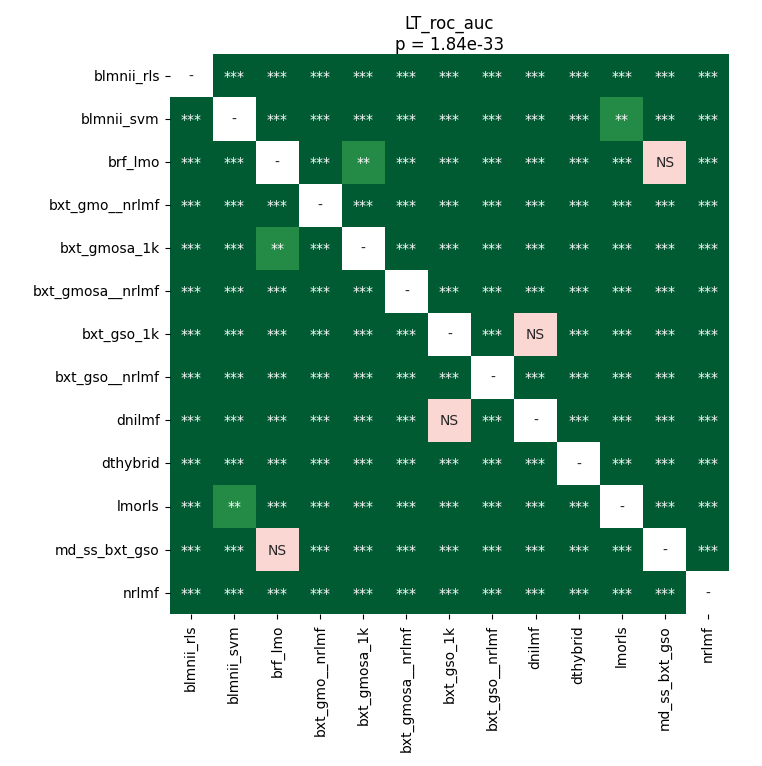 LT_roc_auc
p = 1.84e-33
blmnii_rls - *** *** *** *** *** *** *** *** *** *** *** ***
blmnii_svm *** - *** *** *** *** *** *** *** *** ** *** ***
brf_lmo *** *** - *** ** *** *** *** *** *** *** NS ***
bxt_gmo__nrlmf *** *** *** - *** *** *** *** *** *** *** *** ***
bxt_gmosa_1k *** *** ** *** - *** *** *** *** *** *** *** ***
bxt_gmosa__nrlmf *** *** *** *** *** - *** *** *** *** *** *** ***
bxt_gso_1k *** *** *** *** *** *** - *** NS *** *** *** ***
bxt_gso__nrlmf *** *** *** *** *** *** *** - *** *** *** *** ***
dnilmf *** *** *** *** *** *** NS *** - *** *** *** ***
dthybrid *** *** *** *** *** *** *** *** *** - *** *** ***
lmorls *** ** *** *** *** *** *** *** *** *** - *** ***
md_ss_bxt_gso *** *** NS *** *** *** *** *** *** *** *** - ***
nrlmf *** *** *** *** *** *** *** *** *** *** *** *** -
blmnii_rls
blmnii_svm
brf_lmo
bxt_gmo__nrlmf
bxt_gmosa_1k
bxt_gmosa__nrlmf
bxt_gso_1k
bxt_gso__nrlmf
dnilmf
dthybrid
lmorls
md_ss_bxt_gso
nrlmf